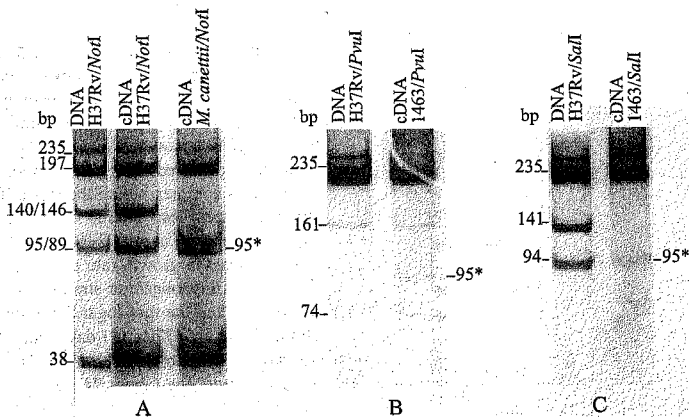 bp
DNA
H37Rv/NotI
cDNA
H37Rv/NotI
cDNA
M. canettii/NotI
235
197
140/146
95/89
38
95*
A
bp
DNA
H37Rv/PvuI
cDNA
1463/PvuI
235
161
74
95*
B
bp
DNA
H37Rv/SalI
cDNA
1463/SalI
235
141
94
95*
C